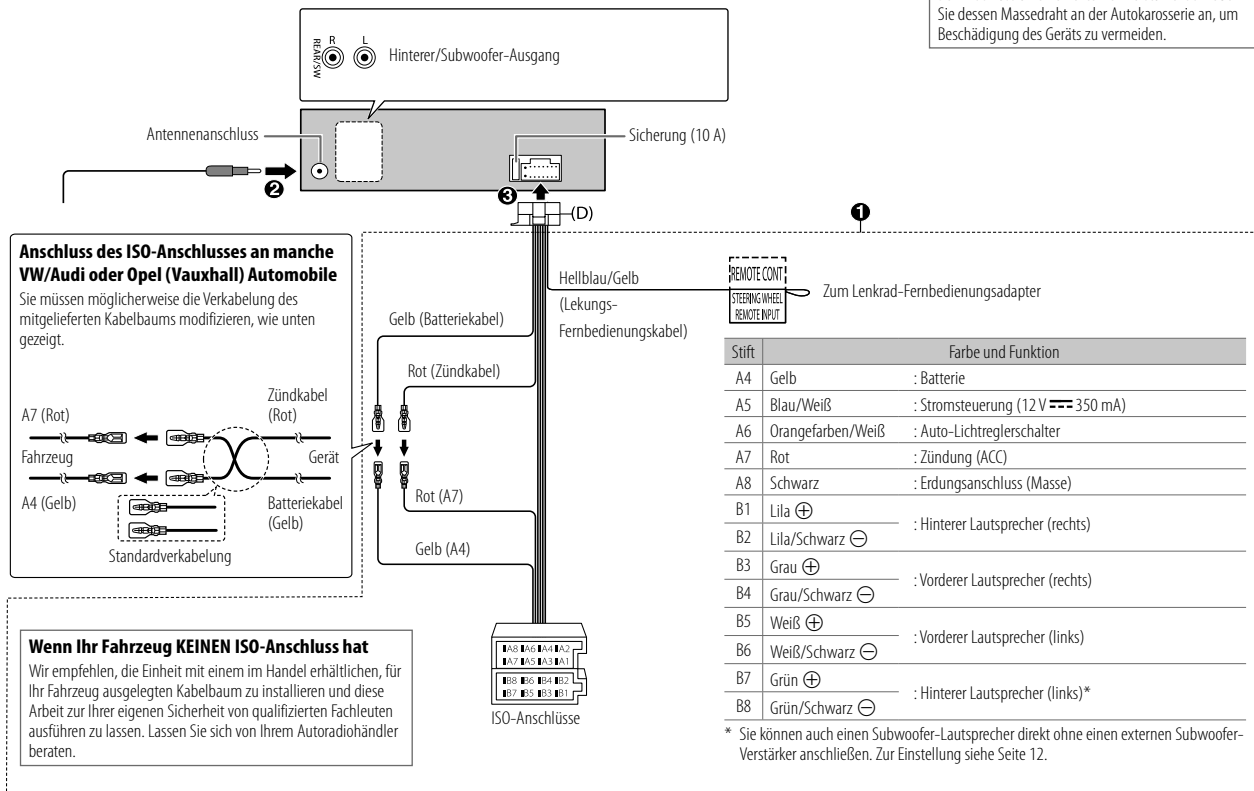 Sie dessen Massedraht an der Autokarosserie an, um
Beschädigung des Geräts zu vermeiden.
REAR/SW
R L
Hinterer/Subwoofer-Ausgang
Antennenanschluss
Sicherung (10 A)
2
3
(D)
1
Anschluss des ISO-Anschlusses an manche
VW/Audi oder Opel (Vauxhall) Automobile
Sie müssen möglicherweise die Verkabelung des
mitgelieferten Kabelbaums modifizieren, wie unten
gezeigt.
A7 (Rot)
Zündkabel
(Rot)
Fahrzeug
Gerät
A4 (Gelb)
Batteriekabel
(Gelb)
Standardverkabelung
Hellblau/Gelb
(Lekungs-
Fernbedienungskabel)
REMOTE CONT
STEERING WHEEL
REMOTE INPUT
Zum Lenkrad-Fernbedienungsadapter
Gelb (Batteriekabel)
Rot (Zündkabel)
Rot (A7)
Gelb (A4)
A8 A6 A4 A2
A7 A5 A3 A1
B8 B6 B4 B2
B7 B5 B3 B1
ISO-Anschlüsse
Wenn Ihr Fahrzeug KEINEN ISO-Anschluss hat
Wir empfehlen, die Einheit mit einem im Handel erhältlichen, für
Ihr Fahrzeug ausgelegten Kabelbaum zu installieren und diese
Arbeit zur Ihrer eigenen Sicherheit von qualifizierten Fachleuten
ausführen zu lassen. Lassen Sie sich von Ihrem Autoradiohändler
beraten.
Stift Farbe und Funktion
A4 Gelb : Batterie
A5 Blau/Weiß : Stromsteuerung (12 V ⎓ 350 mA)
A6 Orangefarben/Weiß : Auto-Lichtreglerschalter
A7 Rot : Zündung (ACC)
A8 Schwarz : Erdungsanschluss (Masse)
B1 Lila ⊕ : Hinterer Lautsprecher (rechts)
B2 Lila/Schwarz ⊖
B3 Grau ⊕ : Vorderer Lautsprecher (rechts)
B4 Grau/Schwarz ⊖
B5 Weiß ⊕ : Vorderer Lautsprecher (links)
B6 Weiß/Schwarz ⊖
B7 Grün ⊕ : Hinterer Lautsprecher (links)*
B8 Grün/Schwarz ⊖
* Sie können auch einen Subwoofer-Lautsprecher direkt ohne einen externen Subwoofer-
Verstärker anschließen. Zur Einstellung siehe Seite 12.